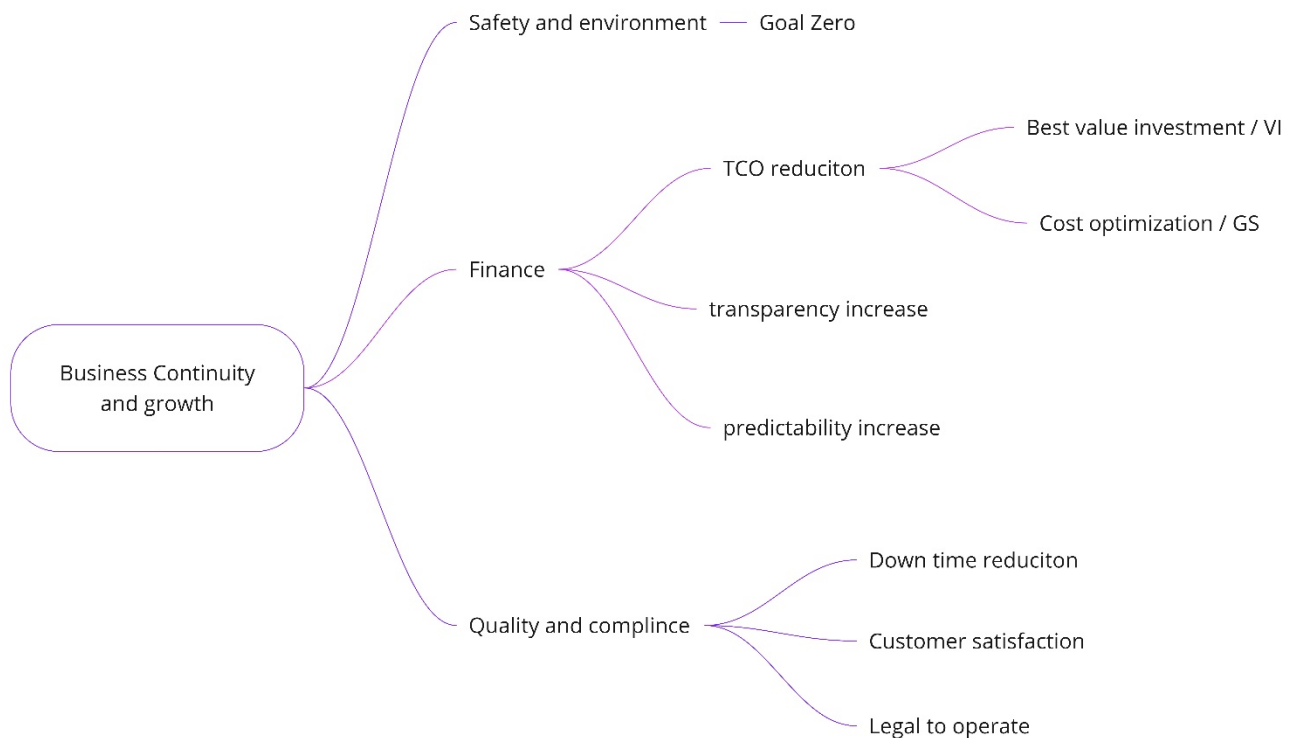 Safety and environment
Goal Zero
Best value investment / VI
TCO reduciton
Cost optimization / GS
Finance
transparency increase
Business Continuity
and growth
predictability increase
Down time reduciton
Quality and complince
Customer satisfaction
Legal to operate